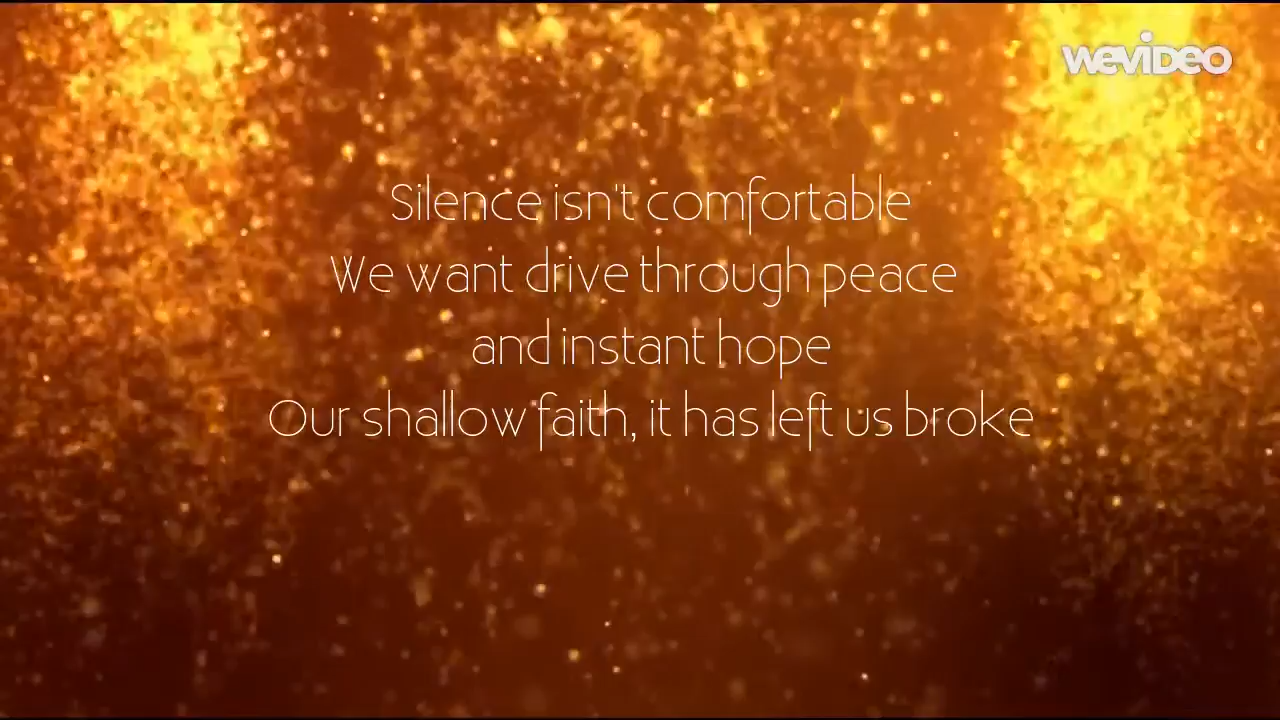 wevideo
Silence isn't comfortable
We want drive through peace
and instant hope
Our shallow faith, it has left us broke